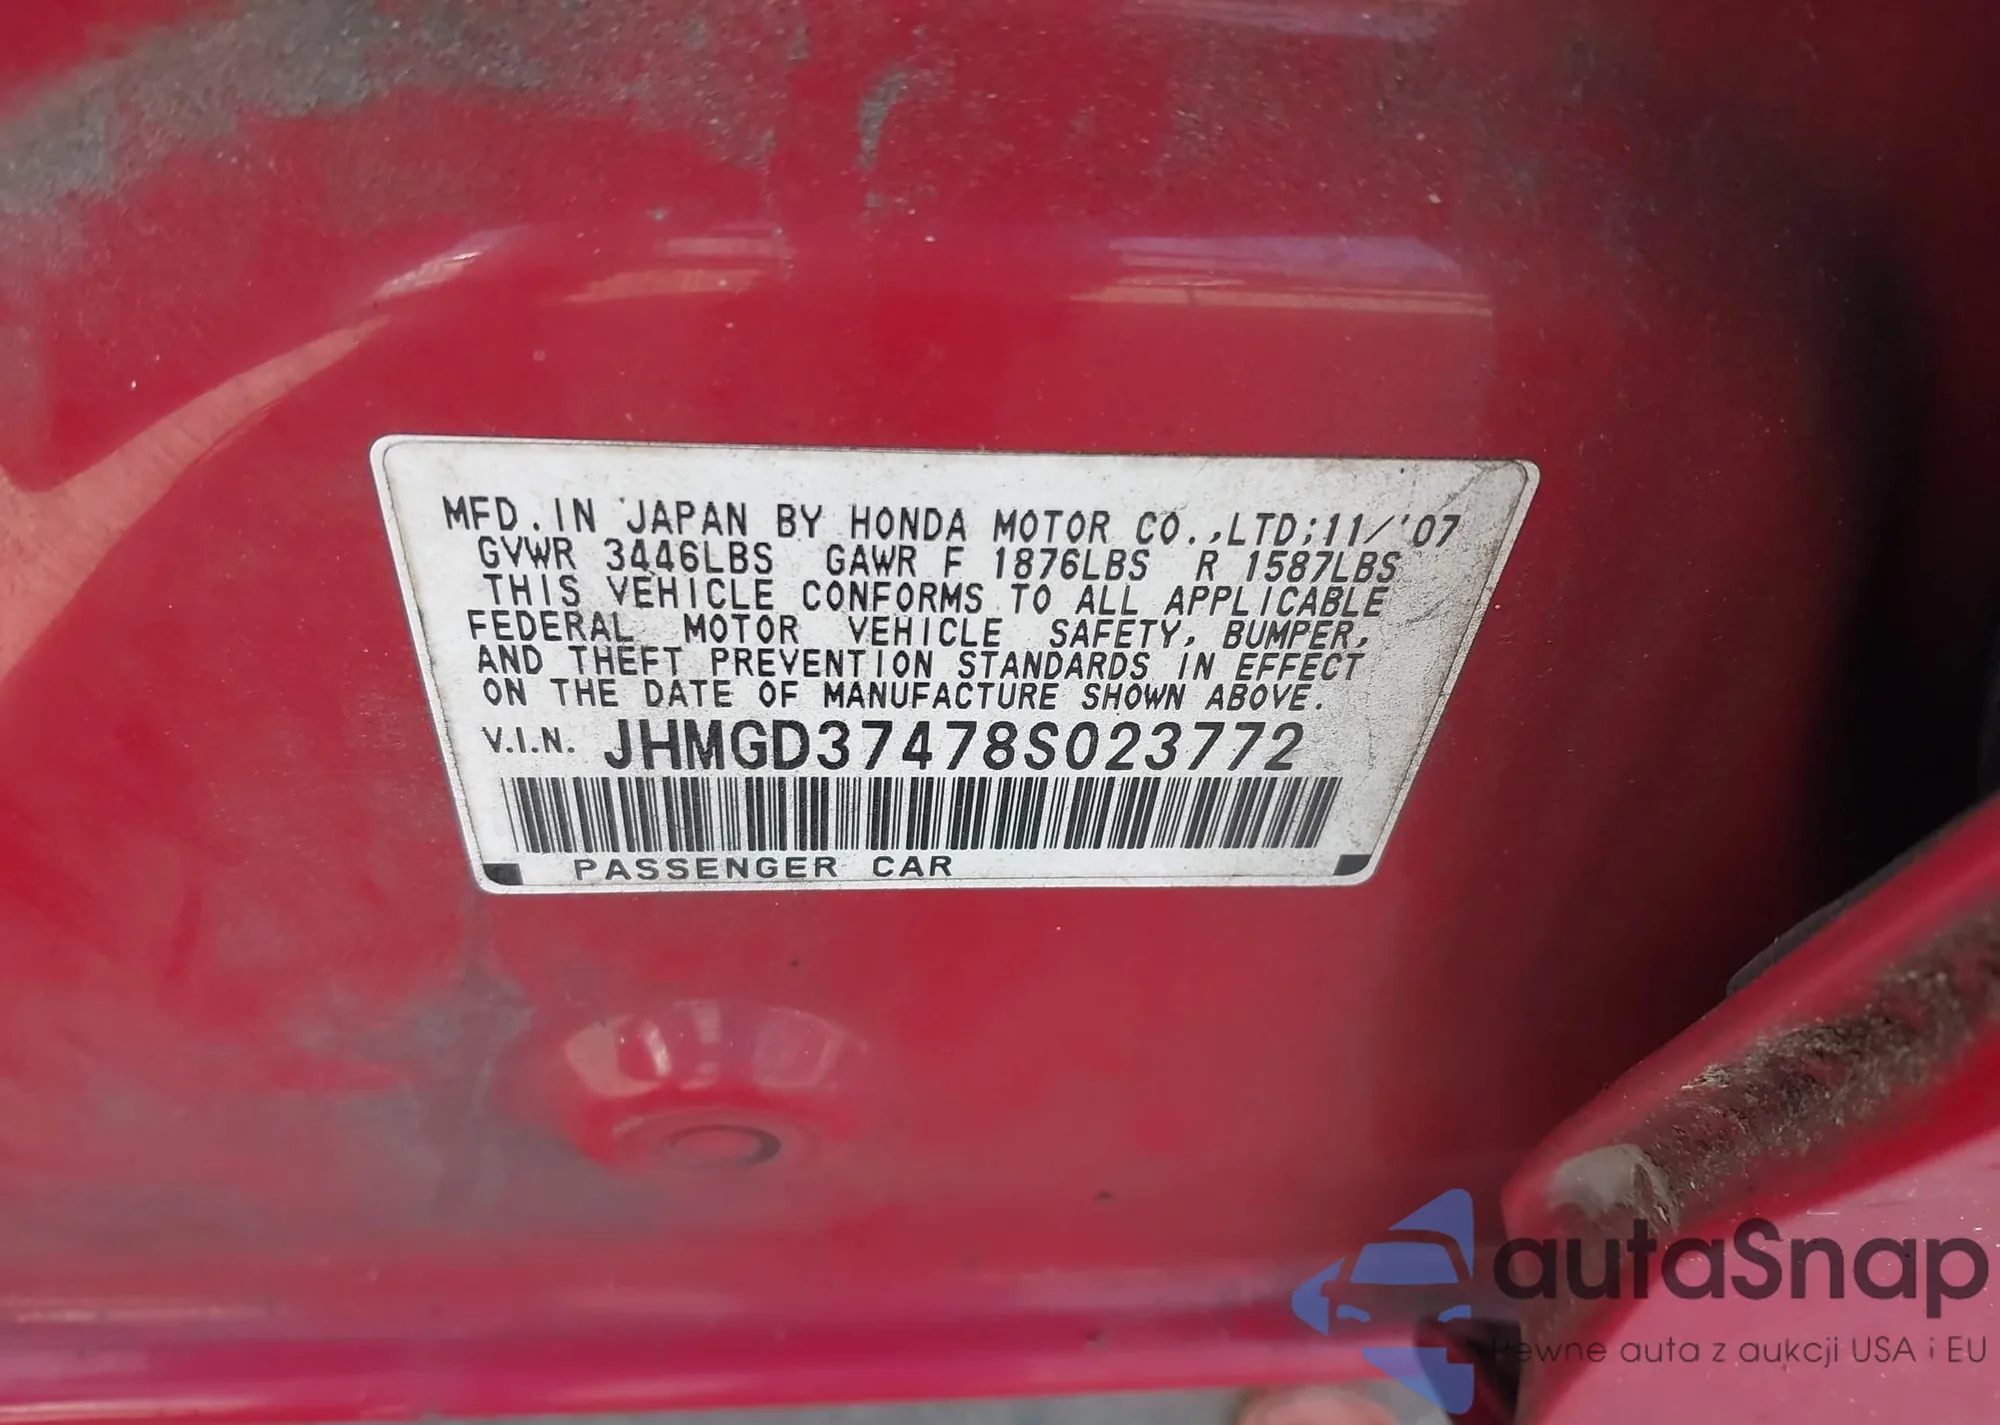 MFD. IN JAPAN BY HONDA MOTOR CO.,LTD;11/'07
GVWR 3446LBS GAWR F 1876LBS R 1587LBS
THIS VEHICLE CONFORMS TO ALL APPLICABLE
FEDERAL MOTOR VEHICLE SAFETY, BUMPER,
AND THEFT PREVENTION STANDARDS IN EFFECT
ON THE DATE OF MANUFACTURE SHOWN ABOVE.
V.I.N. JHMGD37478S023772
PASSENGER CAR
autaSnap
Pewne auta z aukcji USA i EU